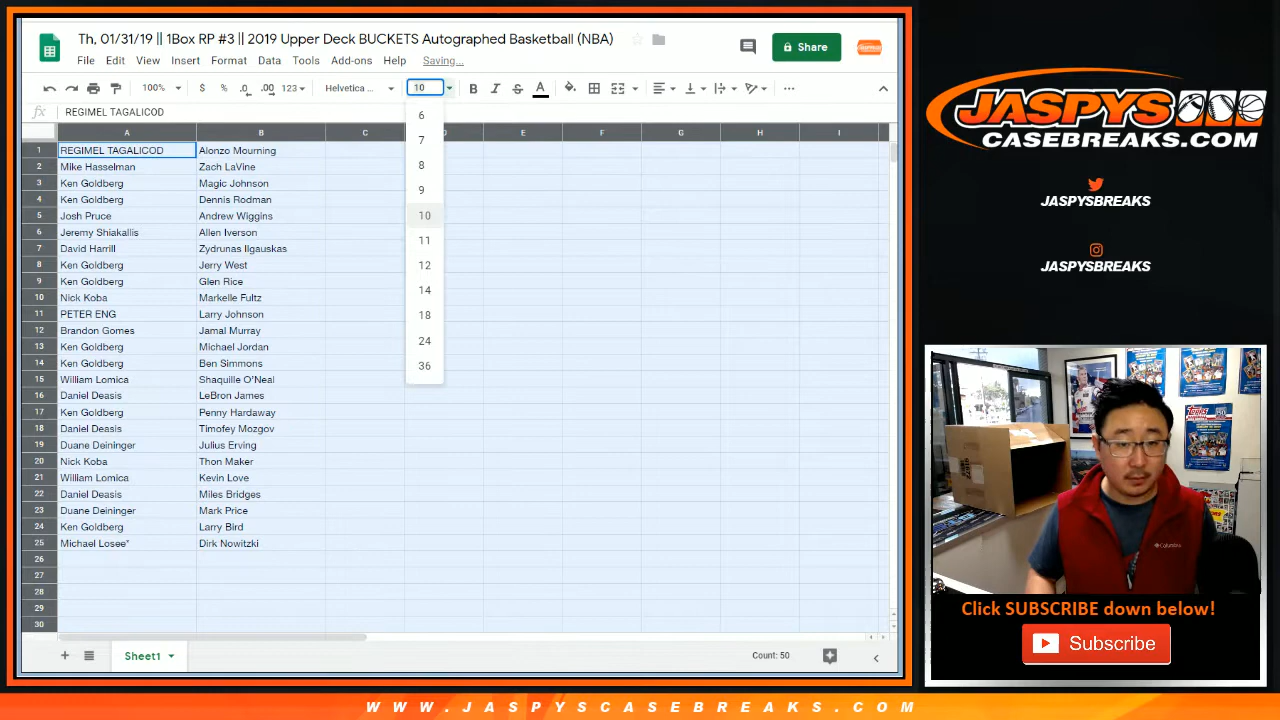 Th, 01/31/19 || 1Box RP #3 || 2019 Upper Deck BUCKETS Autographed Basketball (NBA)
File Edit View Insert Format Data Tools Add-ons Help Saving...
Share
100% $ % .0 .00 123 Helvetica ... 10 B I S A
fx REGIMEL TAGALICOD
A B C D E F G H I
1 REGIMEL TAGALICOD Alonzo Mourning
2 Mike Hasselman Zach LaVine
3 Ken Goldberg Magic Johnson
4 Ken Goldberg Dennis Rodman
5 Josh Pruce Andrew Wiggins
6 Jeremy Shiakallis Allen Iverson
7 David Harrill Zydrunas Ilgauskas
8 Ken Goldberg Jerry West
9 Ken Goldberg Glen Rice
10 Nick Koba Markelle Fultz
11 PETER ENG Larry Johnson
12 Brandon Gomes Jamal Murray
13 Ken Goldberg Michael Jordan
14 Ken Goldberg Ben Simmons
15 William Lomica Shaquille O'Neal
16 Daniel Deasis LeBron James
17 Ken Goldberg Penny Hardaway
18 Daniel Deasis Timofey Mozgov
19 Duane Deininger Julius Erving
20 Nick Koba Thon Maker
21 William Lomica Kevin Love
22 Daniel Deasis Miles Bridges
23 Duane Deininger Mark Price
24 Ken Goldberg Larry Bird
25 Michael Losee* Dirk Nowitzki
26
27
28
29
30
6
7
8
9
10
11
12
14
18
24
36
Sheet1
Count: 50
JASPYS
CASEBREAKS.COM
JASPYSBREAKS
JASPYSBREAKS
Columbia
Click SUBSCRIBE down below!
Subscribe
WWW.JASPYSCASEBREAKS.COM